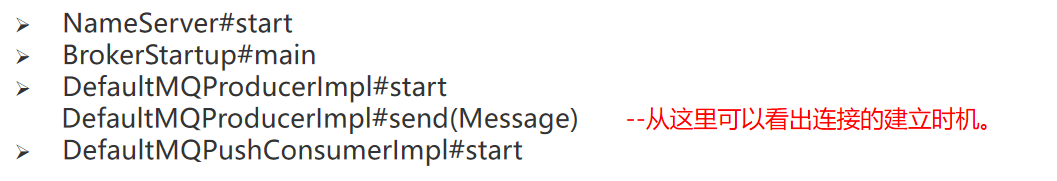 ➢ NameServer#start
➢ BrokerStartup#main
➢ DefaultMQProducerImpl#start
DefaultMQProducerImpl#send(Message) --从这里可以看出连接的建立时机。
➢ DefaultMQPushConsumerImpl#start